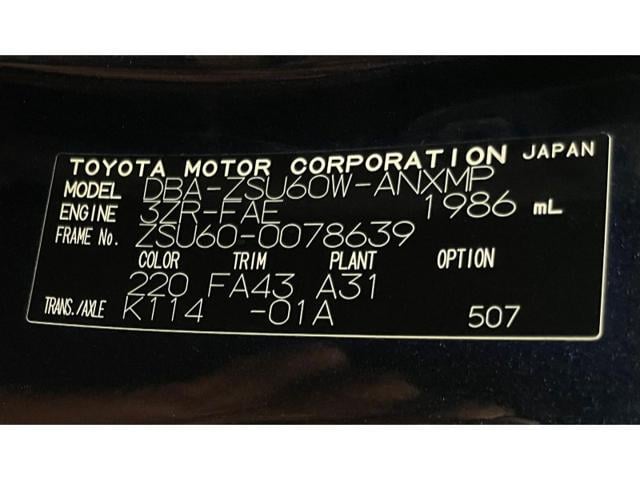 TOYOTA MOTOR CORPORATION JAPAN
MODEL DBA-ZSU60W-ANXMP
ENGINE 3ZR-FAE 1986 mL
FRAME No. ZSU60-0078639
COLOR TRIM PLANT OPTION
220 FA43 A31
TRANS./AXLE K114 -01A 507